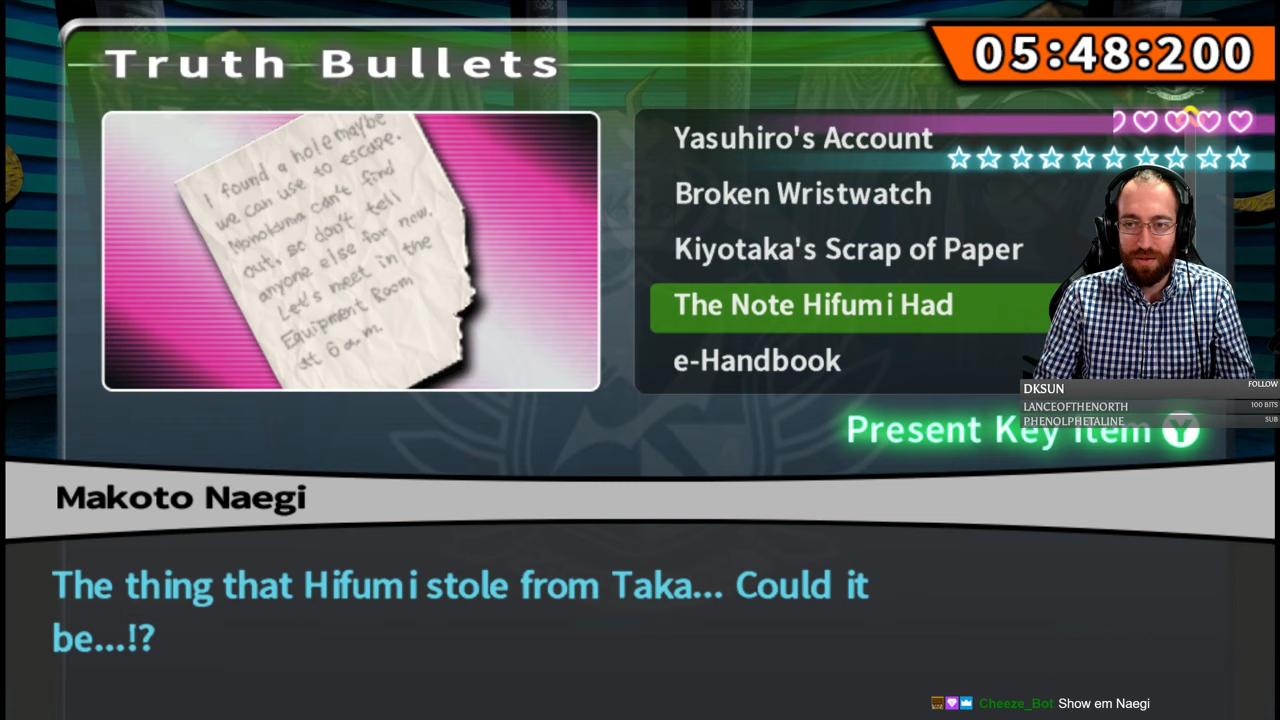 Truth Bullets
05:48:200
I found a hole maybe
we can use to escape.
Monokuma can't find
out, so don't tell
anyone else for now.
Let's meet in the
Equipment Room
at 6 a.m.
Yasuhiro's Account
Broken Wristwatch
Kiyotaka's Scrap of Paper
The Note Hifumi Had
e-Handbook
DKSUN FOLLOW
LANCEOFTHENORTH 100 BITS
PHENOLPHETALINE SUB
Present Key Item Y
Makoto Naegi
The thing that Hifumi stole from Taka... Could it
be...!?
Cheeze_Bot Show em Naegi